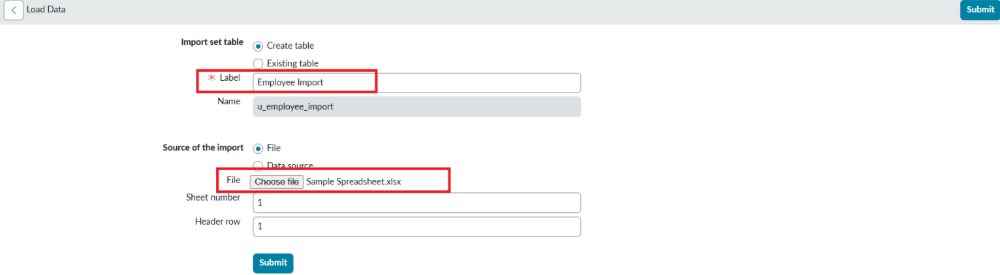 Load Data
Submit
Import set table
Create table
Existing table
* Label
Employee Import
Name
u_employee_import
Source of the import
File
Data source
File
Choose file Sample Spreadsheet.xlsx
Sheet number
1
Header row
1
Submit